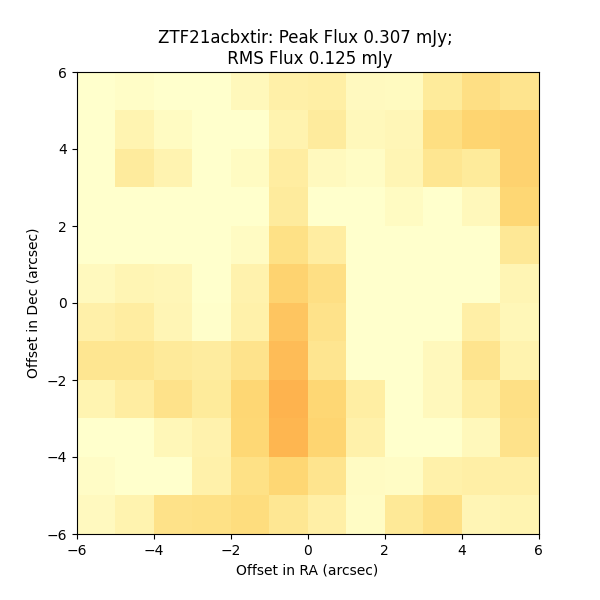 ZTF21acbxtir: Peak Flux 0.307 mJy;
RMS Flux 0.125 mJy
6
4
2
0
−2
−4
−6
Offset in Dec (arcsec)
−6 −4 −2 0 2 4 6
Offset in RA (arcsec)